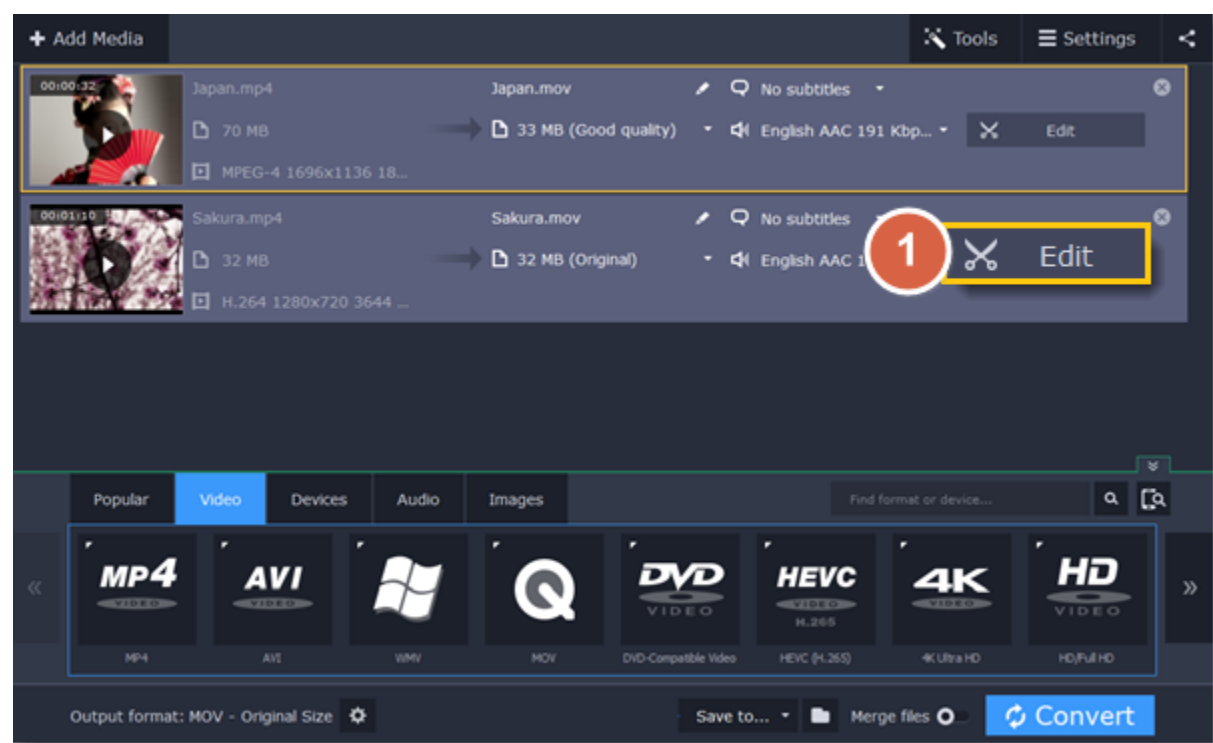 Add Media
Tools
Settings
00:00:32
Japan.mp4
Japan.mov
No subtitles
70 MB
33 MB (Good quality)
English AAC 191 Kbp...
Edit
MPEG-4 1696x1136 18...
00:01:10
Sakura.mp4
Sakura.mov
No subtitles
1
Edit
32 MB
32 MB (Original)
English AAC 1
H.264 1280x720 3644 ...
Popular
Video
Devices
Audio
Images
Find format or device...
MP4
VIDEO
AVI
VIDEO
DVD
VIDEO
HEVC
VIDEO
H.265
4K
VIDEO
HD
VIDEO
MP4
AVI
WMV
MOV
DVD-Compatible Video
HEVC (H.265)
4K Ultra HD
HD/Full HD
Output format: MOV - Original Size
Save to...
Merge files
Convert